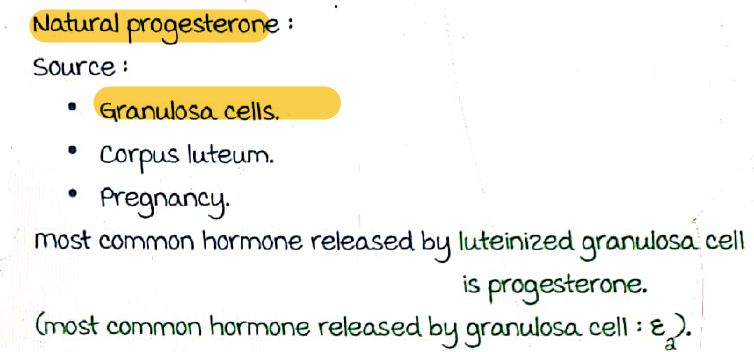 Natural progesterone :
Source :
• Granulosa cells.
• Corpus luteum.
• Pregnancy.
most common hormone released by luteinized granulosa cell
is progesterone.
(most common hormone released by granulosa cell : ε₂).